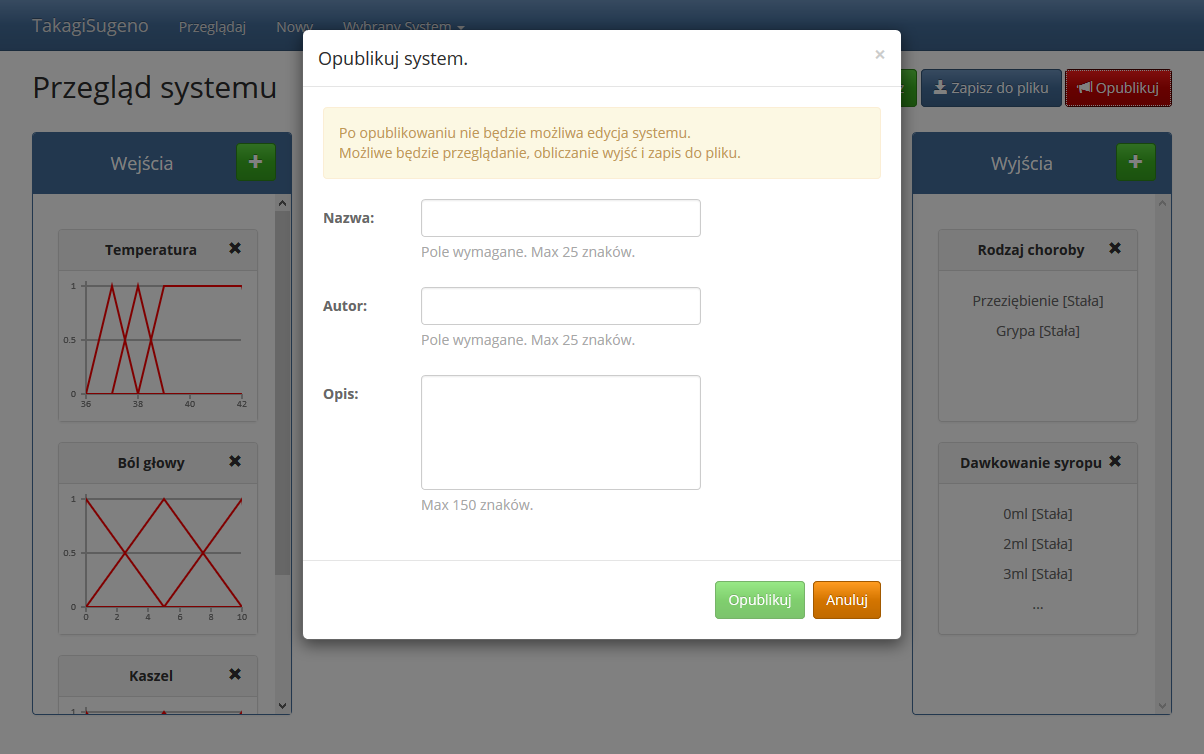 TakagiSugeno Przeglądaj Nowy Wybrany System
Opublikuj system. ×
Przegląd systemu
Zapisz do pliku Opublikuj
Po opublikowaniu nie będzie możliwa edycja systemu.
Możliwe będzie przeglądanie, obliczanie wyjść i zapis do pliku.
Wejścia
Temperatura
1
0.5
0
36 38 40 42
Ból głowy
1
0.5
0
0 2 4 6 8 10
Kaszel
1
Nazwa:
Pole wymagane. Max 25 znaków.
Autor:
Pole wymagane. Max 25 znaków.
Opis:
Max 150 znaków.
Opublikuj Anuluj
Wyjścia
Rodzaj choroby
Przeziębienie [Stała]
Grypa [Stała]
Dawkowanie syropu
0ml [Stała]
2ml [Stała]
3ml [Stała]
...